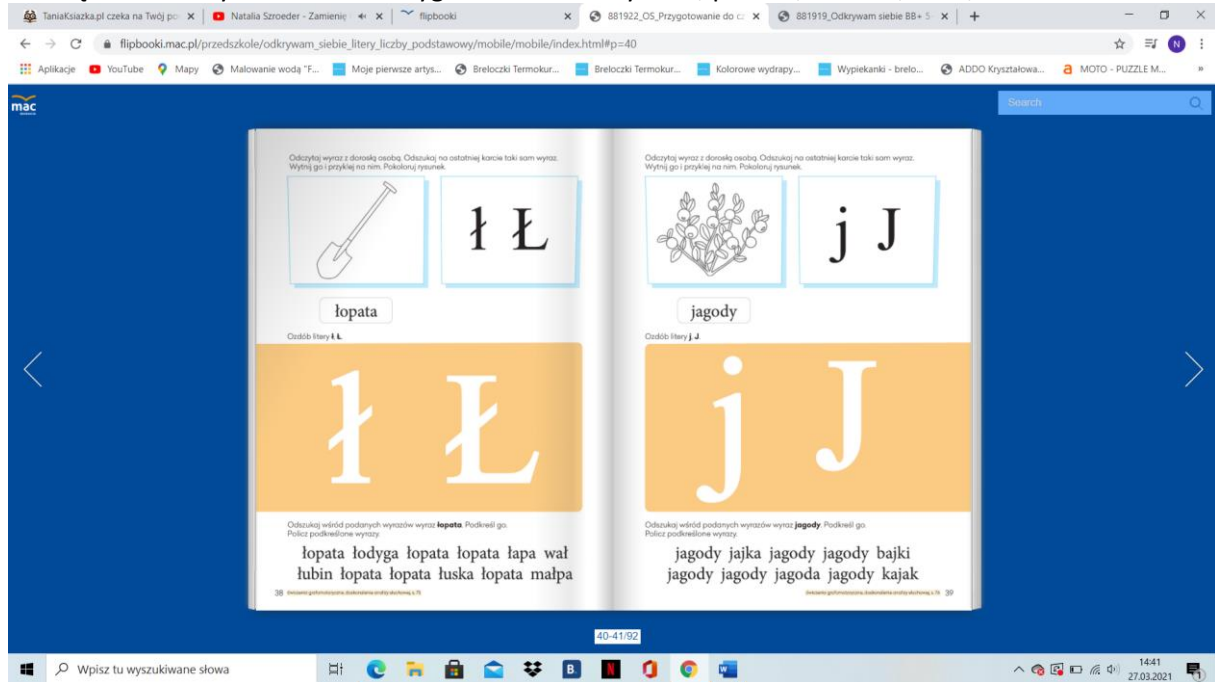 TaniaKsiazka.pl czeka na Twój po
Natalia Szroeder - Zamienię
flipbooki
881922_OS_Przygotowanie do cz
881919_Odkrywam siebie BB+ 5
flipbooki.mac.pl/przedszkole/odkrywam_siebie_litery_liczby_podstawowy/mobile/mobile/index.html#p=40
N
Aplikacje YouTube Mapy Malowanie wodą "F... Moje pierwsze artys... Breloczki Termokur... Breloczki Termokur... Kolorowe wydrapy... Wypiekanki - brelo... ADDO Kryształowa... MOTO - PUZZLE M... »
mac
Search
Odczytaj wyraz z dorosłą osobą. Odszukaj na ostatniej karcie taki sam wyraz.
Wytnij go i przyklej na nim. Pokoloruj rysunek.
ł Ł
łopata
Ozdób litery ł, Ł.
ł Ł
Odszukaj wśród podanych wyrazów wyraz łopata. Podkreśl go.
Policz podkreślone wyrazy.
łopata łodyga łopata łopata łapa wał
łubin łopata łopata łuska łopata małpa
38
Odczytaj wyraz z dorosłą osobą. Odszukaj na ostatniej karcie taki sam wyraz.
Wytnij go i przyklej na nim. Pokoloruj rysunek.
j J
jagody
Ozdób litery j, J.
j J
Odszukaj wśród podanych wyrazów wyraz jagody. Podkreśl go.
Policz podkreślone wyrazy.
jagody jajka jagody jagody bajki
jagody jagody jagoda jagody kajak
39
40-41/92
Wpisz tu wyszukiwane słowa
14:41
27.03.2021